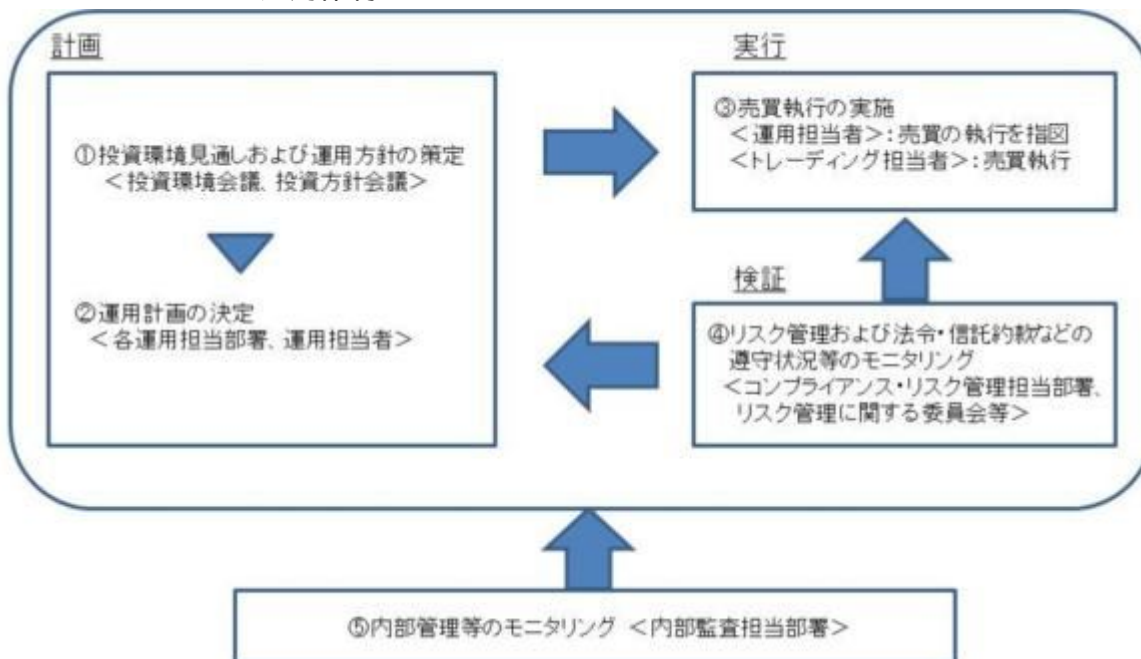 計画
①投資環境見通しおよび運用方針の策定
＜投資環境会議、投資方針会議＞
②運用計画の決定
＜各運用担当部署、運用担当者＞
実行
③売買執行の実施
＜運用担当者＞：売買の執行を指図
＜トレーディング担当者＞：売買執行
検証
④リスク管理および法令・信託約款などの
遵守状況等のモニタリング
＜コンプライアンス・リスク管理担当部署、
リスク管理に関する委員会等＞
⑤内部管理等のモニタリング ＜内部監査担当部署＞